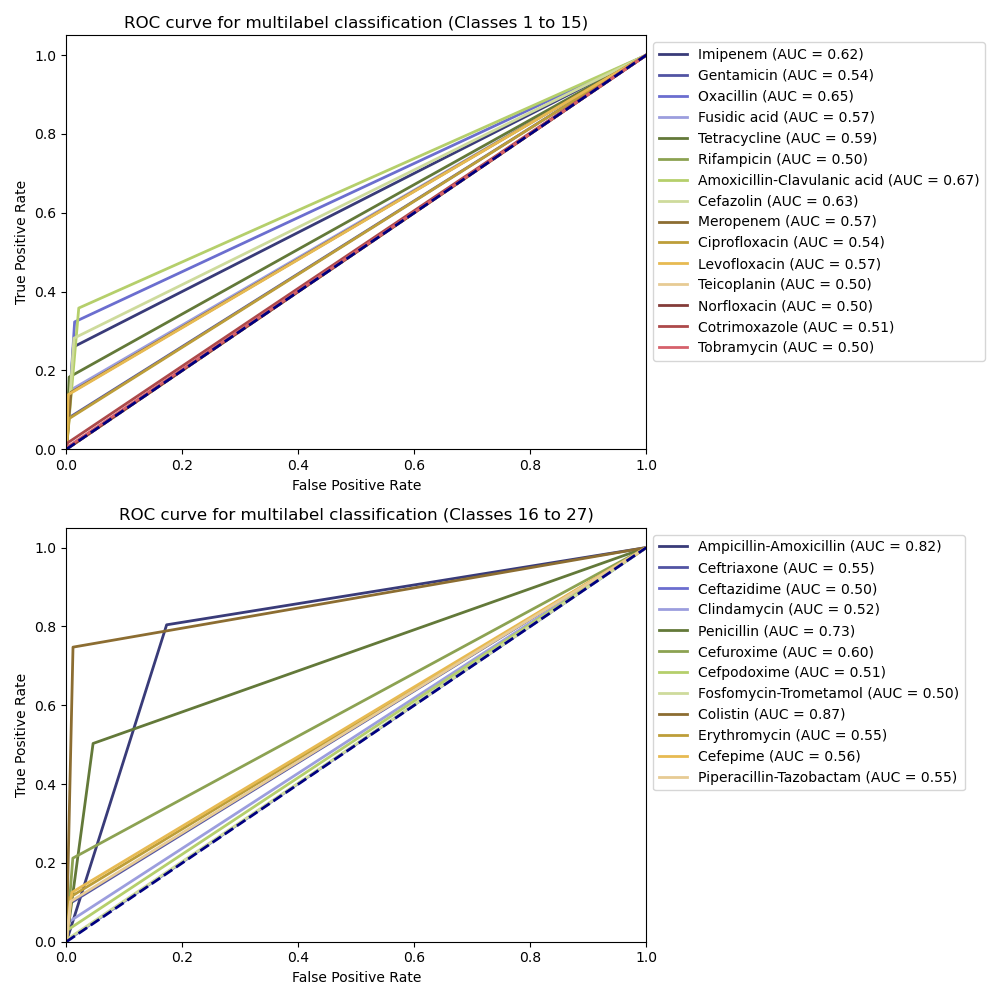 ROC curve for multilabel classification (Classes 1 to 15)
True Positive Rate
1.0
0.8
0.6
0.4
0.2
0.0
0.0 0.2 0.4 0.6 0.8 1.0
False Positive Rate
Imipenem (AUC = 0.62)
Gentamicin (AUC = 0.54)
Oxacillin (AUC = 0.65)
Fusidic acid (AUC = 0.57)
Tetracycline (AUC = 0.59)
Rifampicin (AUC = 0.50)
Amoxicillin-Clavulanic acid (AUC = 0.67)
Cefazolin (AUC = 0.63)
Meropenem (AUC = 0.57)
Ciprofloxacin (AUC = 0.54)
Levofloxacin (AUC = 0.57)
Teicoplanin (AUC = 0.50)
Norfloxacin (AUC = 0.50)
Cotrimoxazole (AUC = 0.51)
Tobramycin (AUC = 0.50)
ROC curve for multilabel classification (Classes 16 to 27)
True Positive Rate
1.0
0.8
0.6
0.4
0.2
0.0
0.0 0.2 0.4 0.6 0.8 1.0
False Positive Rate
Ampicillin-Amoxicillin (AUC = 0.82)
Ceftriaxone (AUC = 0.55)
Ceftazidime (AUC = 0.50)
Clindamycin (AUC = 0.52)
Penicillin (AUC = 0.73)
Cefuroxime (AUC = 0.60)
Cefpodoxime (AUC = 0.51)
Fosfomycin-Trometamol (AUC = 0.50)
Colistin (AUC = 0.87)
Erythromycin (AUC = 0.55)
Cefepime (AUC = 0.56)
Piperacillin-Tazobactam (AUC = 0.55)